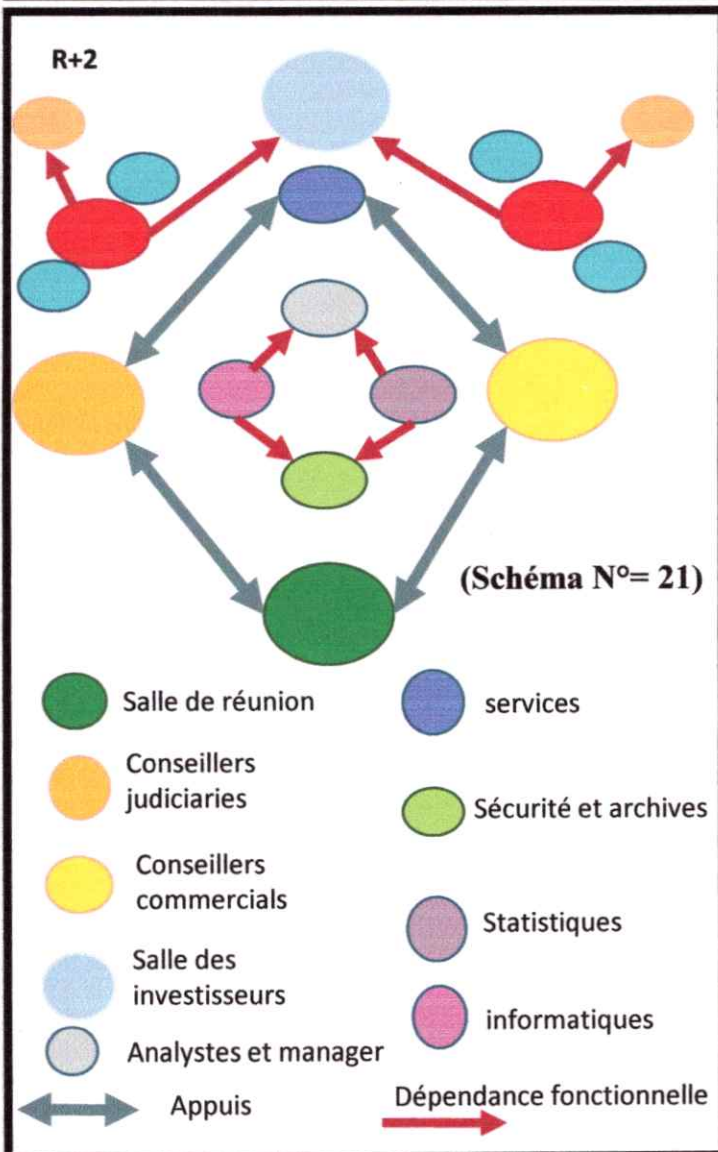 R+2
(Schéma N°= 21)
Salle de réunion
services
Conseillers
judiciaries
Sécurité et archives
Conseillers
commercials
Statistiques
Salle des
investisseurs
informatiques
Analystes et manager
Appuis
Dépendance fonctionnelle